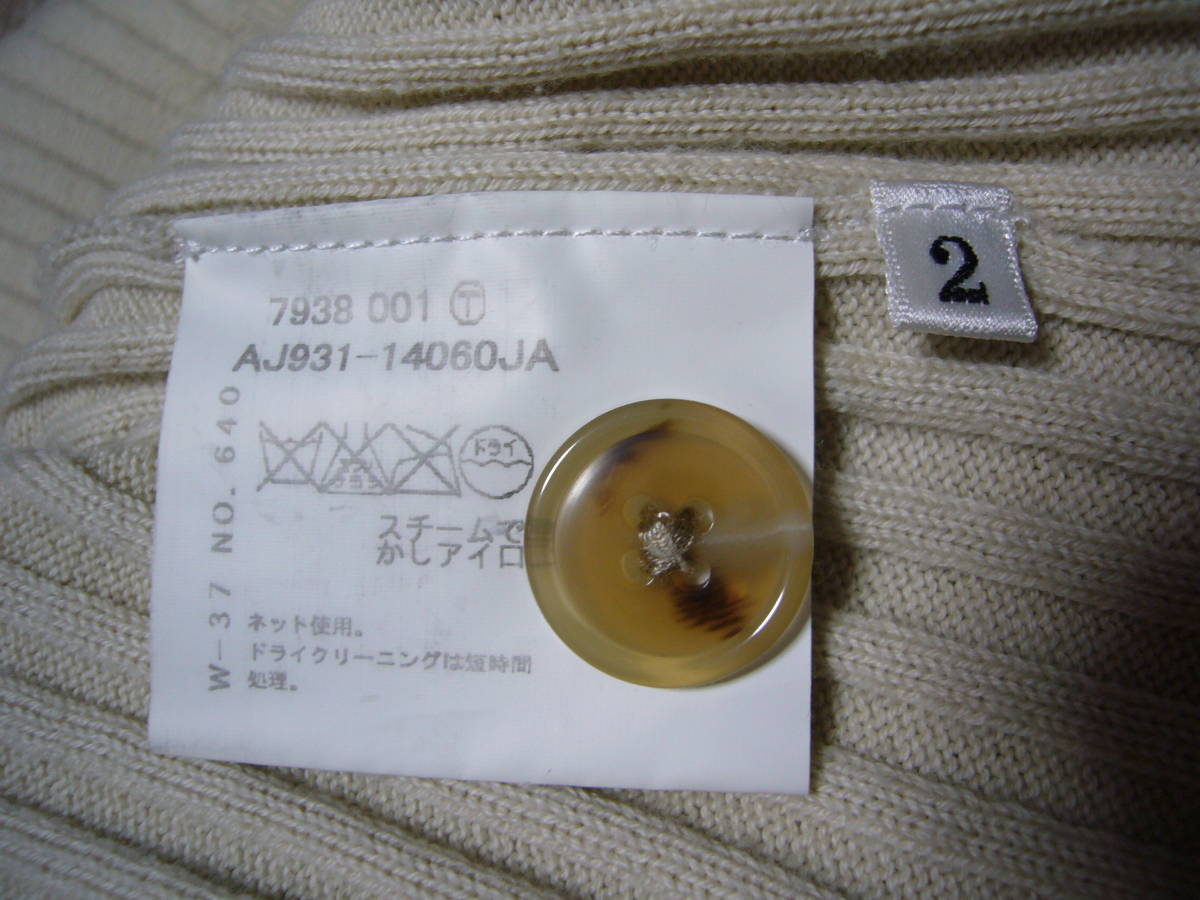 7938 001 Ⓣ
AJ931-14060JA
W-37 NO. 640
ドライ
スチームで
かしアイロ
ネット使用。
ドライクリーニングは短時間
処理。
2